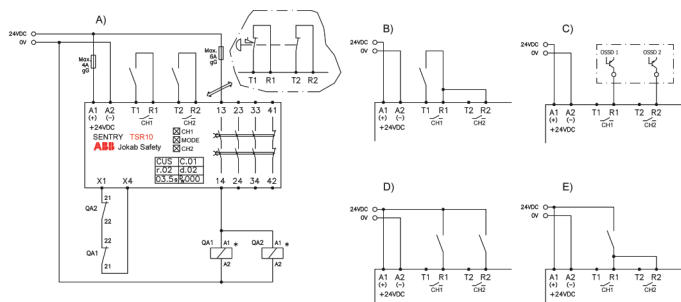 A)
24VDC
0V
Max.
4A
gG
Max.
6A
gG
T1 R1 T2 R2
A1 A2 T1 R1 T2 R2 13 23 33 41
(+) (−) CH1 CH2
+24VDC
SENTRY TSR10
ABB Jokab Safety
CH1
MODE
CH2
CUS C.01
r.02 d.02
03.5s
X1 X4 14 24 34 42
21
QA2
22
22
QA1
21
QA1 A1 *
A2
QA2 A1 *
A2
B)
24VDC
0V
A1 A2 T1 R1 T2 R2
(+) (−) CH1 CH2
+24VDC
C)
24VDC
0V
OSSD 1 OSSD 2
A1 A2 T1 R1 T2 R2
(+) (−) CH1 CH2
+24VDC
D)
24VDC
0V
A1 A2 T1 R1 T2 R2
(+) (−) CH1 CH2
+24VDC
E)
24VDC
0V
A1 A2 T1 R1 T2 R2
(+) (−) CH1 CH2
+24VDC